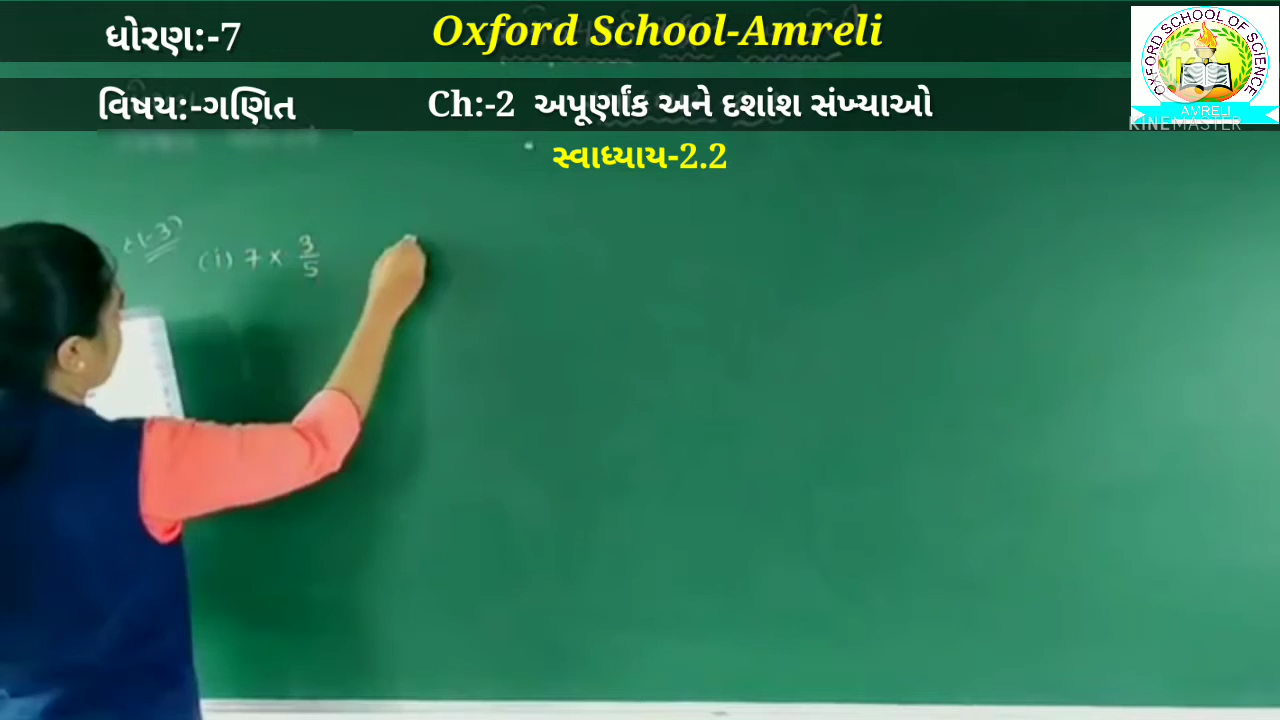 ધોરણ:-7
Oxford School-Amreli
વિષય:-ગણિત
Ch:-2 અપૂર્ણાંક અને દશાંશ સંખ્યાઓ
OXFORD SCHOOL OF SCIENCE
AMRELI
KINEMASTER
સ્વાધ્યાય-2.2
(i) 7 × 3/5